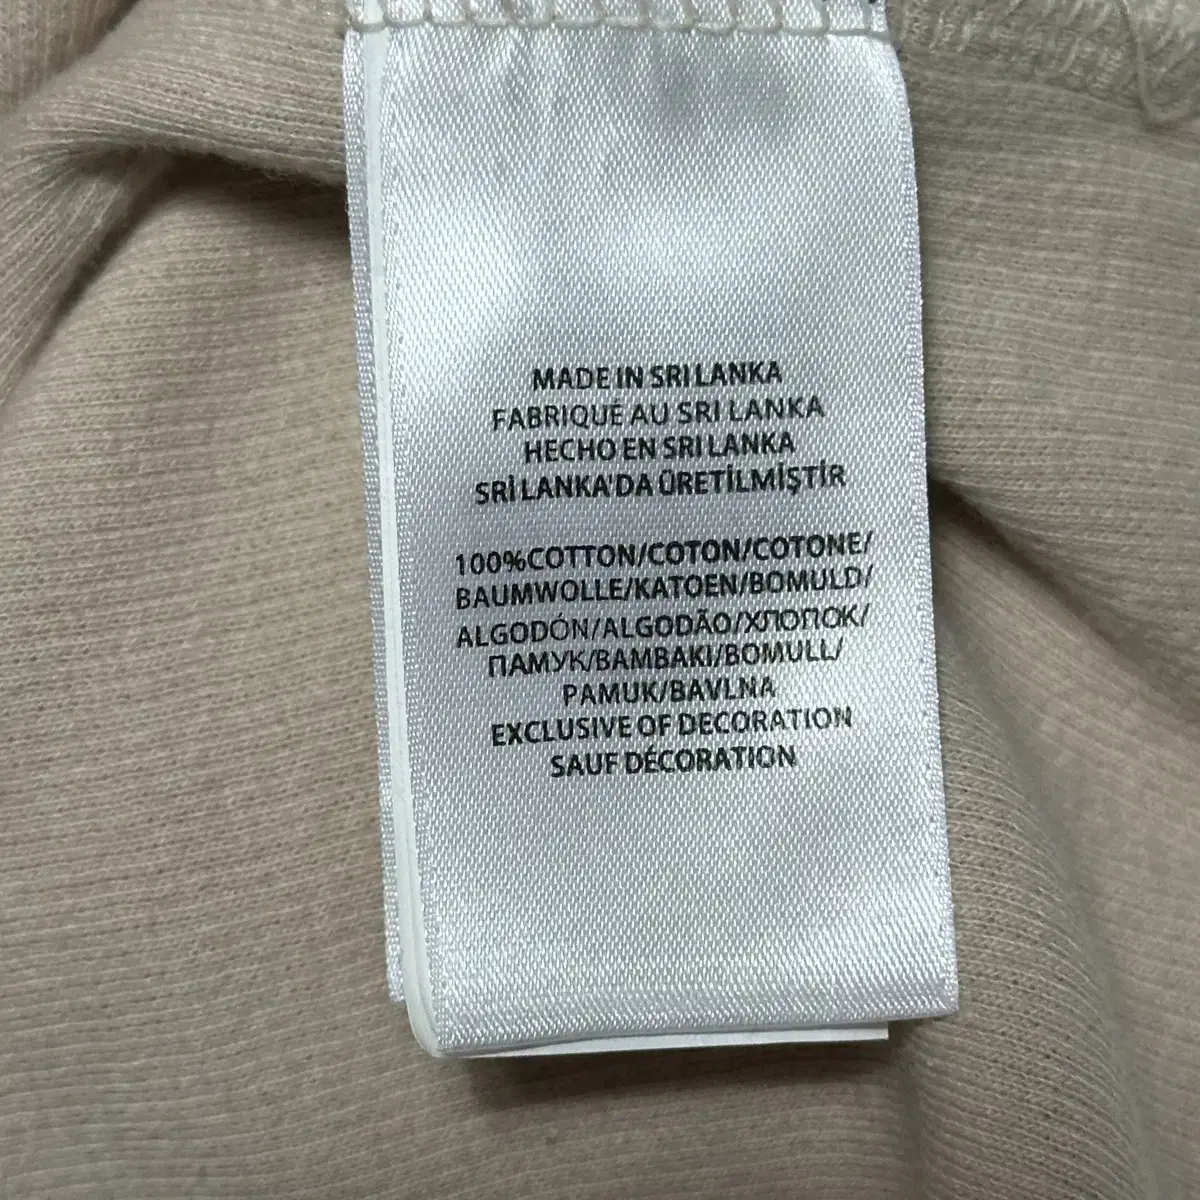 MADE IN SRI LANKA
FABRIQUÉ AU SRI LANKA
HECHO EN SRI LANKA
SRİ LANKA'DA ÜRETİLMİŞTİR
100%COTTON/COTON/COTONE/
BAUMWOLLE/KATOEN/BOMULD/
ALGODÓN/ALGODÃO/ХЛОПОК/
ПАМУК/BAMBAKI/BOMULL/
PAMUK/BAVLNA
EXCLUSIVE OF DECORATION
SAUF DÉCORATION